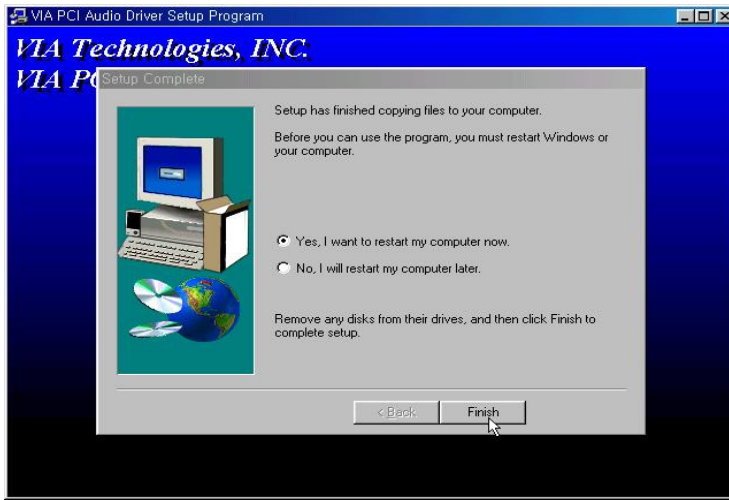 VIA PCI Audio Driver Setup Program
VIA Technologies, INC.
VIA PC
Setup Complete
Setup has finished copying files to your computer.
Before you can use the program, you must restart Windows or
your computer.
Yes, I want to restart my computer now.
No, I will restart my computer later.
Remove any disks from their drives, and then click Finish to
complete setup.
< Back
Finish